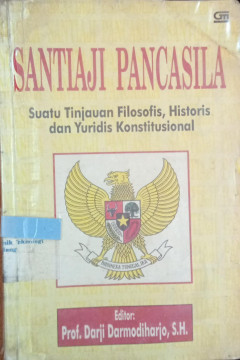 SANTIAJI PANCASILA
Suatu Tinjauan Filosofis, Historis
dan Yuridis Konstitusional
BHINNEKA TUNGGAL IKA
Editor:
Prof. Darji Darmodiharjo, S.H.